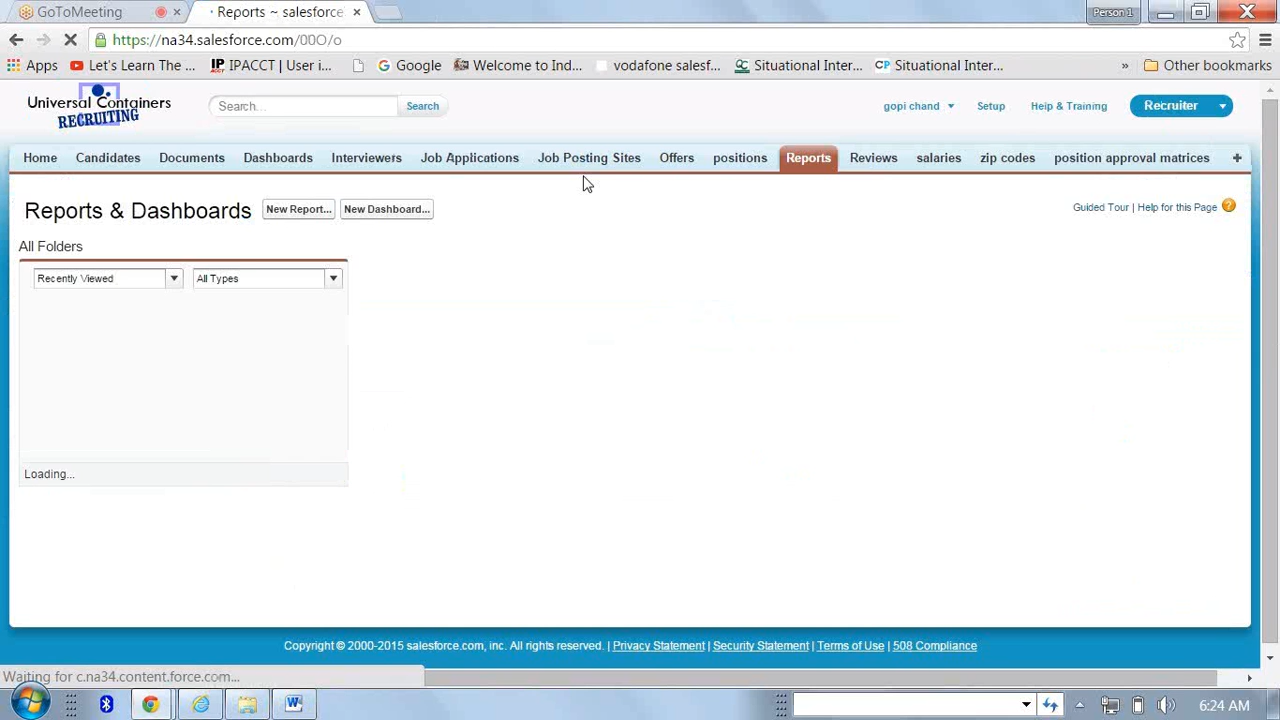 GoToMeeting
Reports ~ salesforce
Person 1
https://na34.salesforce.com/00O/o
Apps
Let's Learn The ...
IPACCT | User i...
Google
Welcome to Ind...
vodafone salesf...
Situational Inter...
CP Situational Inter...
»
Other bookmarks
Universal Containers
RECRUITING
Search...
Search
gopi chand
Setup
Help & Training
Recruiter
Home
Candidates
Documents
Dashboards
Interviewers
Job Applications
Job Posting Sites
Offers
positions
Reports
Reviews
salaries
zip codes
position approval matrices
+
Reports & Dashboards
New Report...
New Dashboard...
Guided Tour | Help for this Page ?
All Folders
Recently Viewed
All Types
Loading...
Copyright © 2000-2015 salesforce.com, inc. All rights reserved. | Privacy Statement | Security Statement | Terms of Use | 508 Compliance
Waiting for c.na34.content.force.com...
6:24 AM